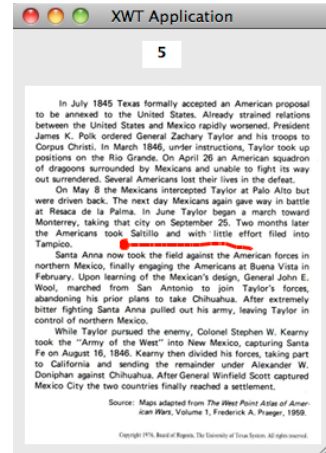 XWT Application
5
In July 1845 Texas formally accepted an American proposal
to be annexed to the United States. Already strained relations
between the United States and Mexico rapidly worsened. President
James K. Polk ordered General Zachary Taylor and his troops to
Corpus Christi. In March 1846, under instructions, Taylor took up
positions on the Rio Grande. On April 26 an American squadron
of dragoons surrounded by Mexicans and unable to fight its way
out surrendered. Several Americans lost their lives in the defeat.
On May 8 the Mexicans intercepted Taylor at Palo Alto but
were driven back. The next day Mexicans again gave way in battle
at Resaca de la Palma. In June Taylor began a march toward
Monterrey, taking that city on September 25. Two months later
the Americans took Saltillo and with little effort filed into
Tampico.
Santa Anna now took the field against the American forces in
northern Mexico, finally engaging the Americans at Buena Vista in
February. Upon learning of the Mexican's design, General John E.
Wool, marched from San Antonio to join Taylor's forces,
abandoning his prior plans to take Chihuahua. After extremely
bitter fighting Santa Anna pulled out his army, leaving Taylor in
control of northern Mexico.
While Taylor pursued the enemy, Colonel Stephen W. Kearny
took the "Army of the West" into New Mexico, capturing Santa
Fe on August 16, 1846. Kearny then divided his forces, taking part
to California and sending the remainder under Alexander W.
Doniphan against Chihuahua. After General Winfield Scott captured
Mexico City the two countries finally reached a settlement.
Source: Maps adapted from The West Point Atlas of Amer-
ican Wars, Volume 1, Frederick A. Praeger, 1959.
Copyright 1976, Board of Regents, The University of Texas System. All rights reserved.